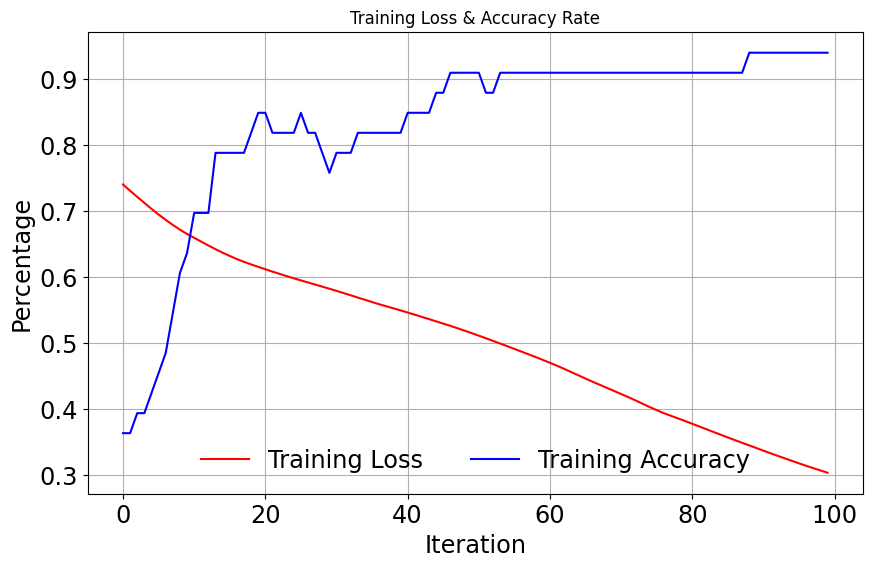 Training Loss & Accuracy Rate
Percentage
0.9
0.8
0.7
0.6
0.5
0.4
0.3
Training Loss
Training Accuracy
0 20 40 60 80 100
Iteration